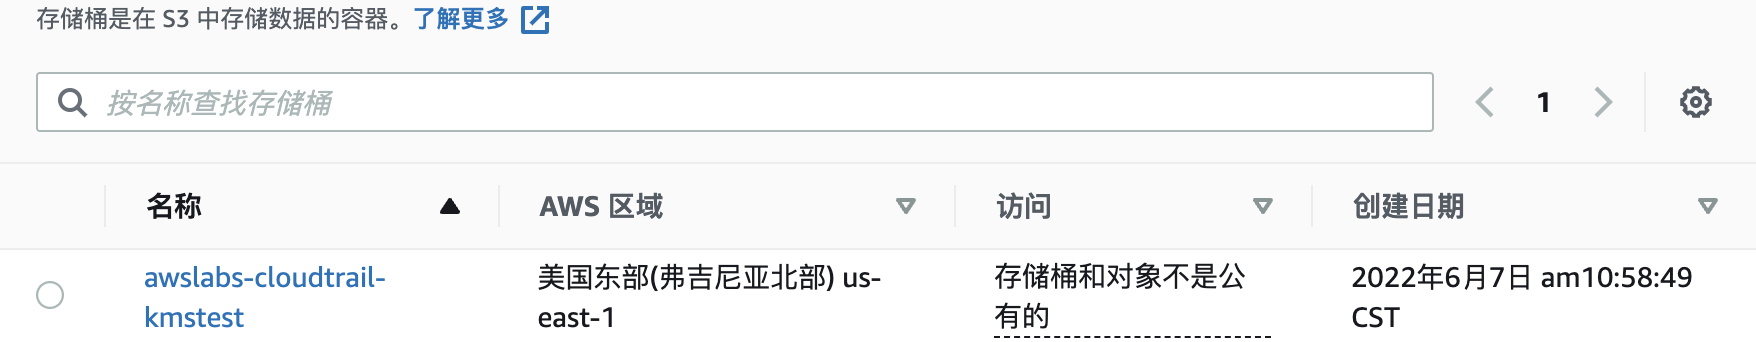 存储桶是在 S3 中存储数据的容器。了解更多
按名称查找存储桶
1
名称
AWS 区域
访问
创建日期
awslabs-cloudtrail-
kmstest
美国东部(弗吉尼亚北部) us-
east-1
存储桶和对象不是公
有的
2022年6月7日 am10:58:49
CST